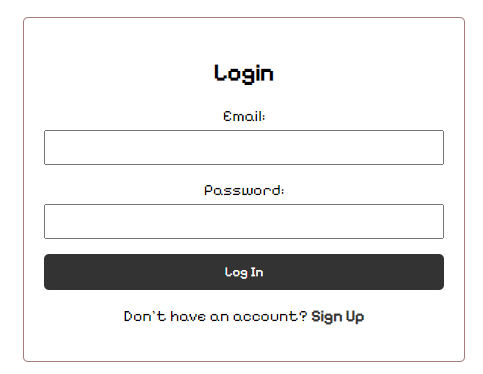 Login
Email:
Password:
Log In
Don't have an account? Sign Up